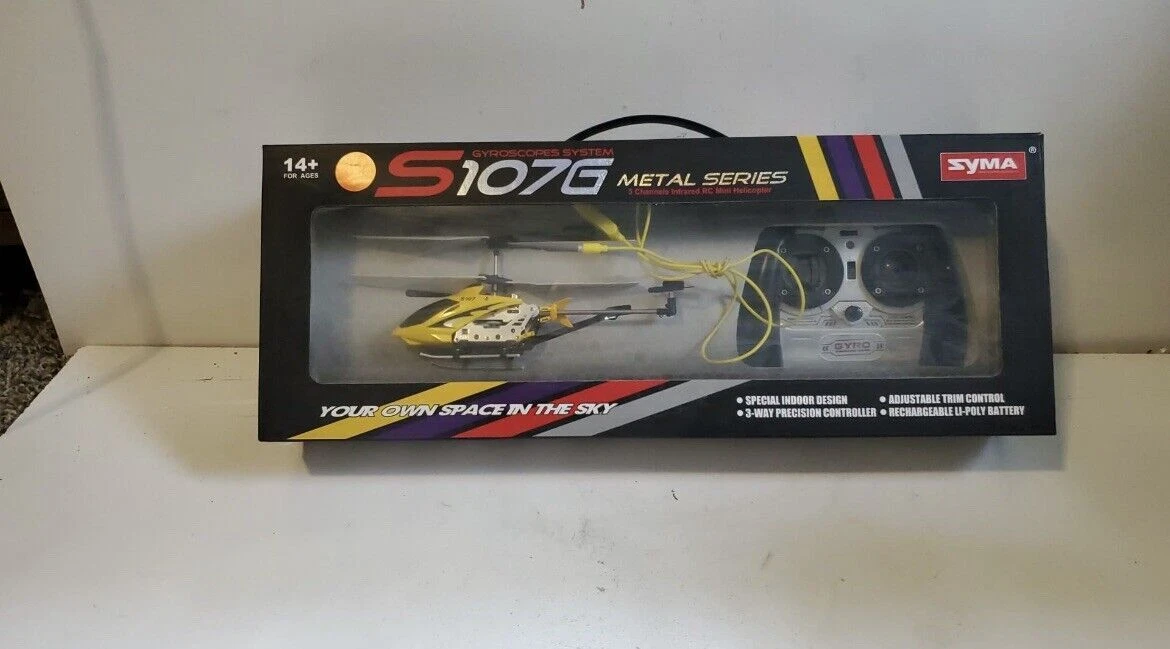 14+
FOR AGES
GYROSCOPES SYSTEM
S107G
METAL SERIES
3 Channels Infrared RC Mini Helicopter
SYMA®
S107
GYRO
YOUR OWN SPACE IN THE SKY
• SPECIAL INDOOR DESIGN
• 3-WAY PRECISION CONTROLLER
• ADJUSTABLE TRIM CONTROL
• RECHARGEABLE LI-POLY BATTERY